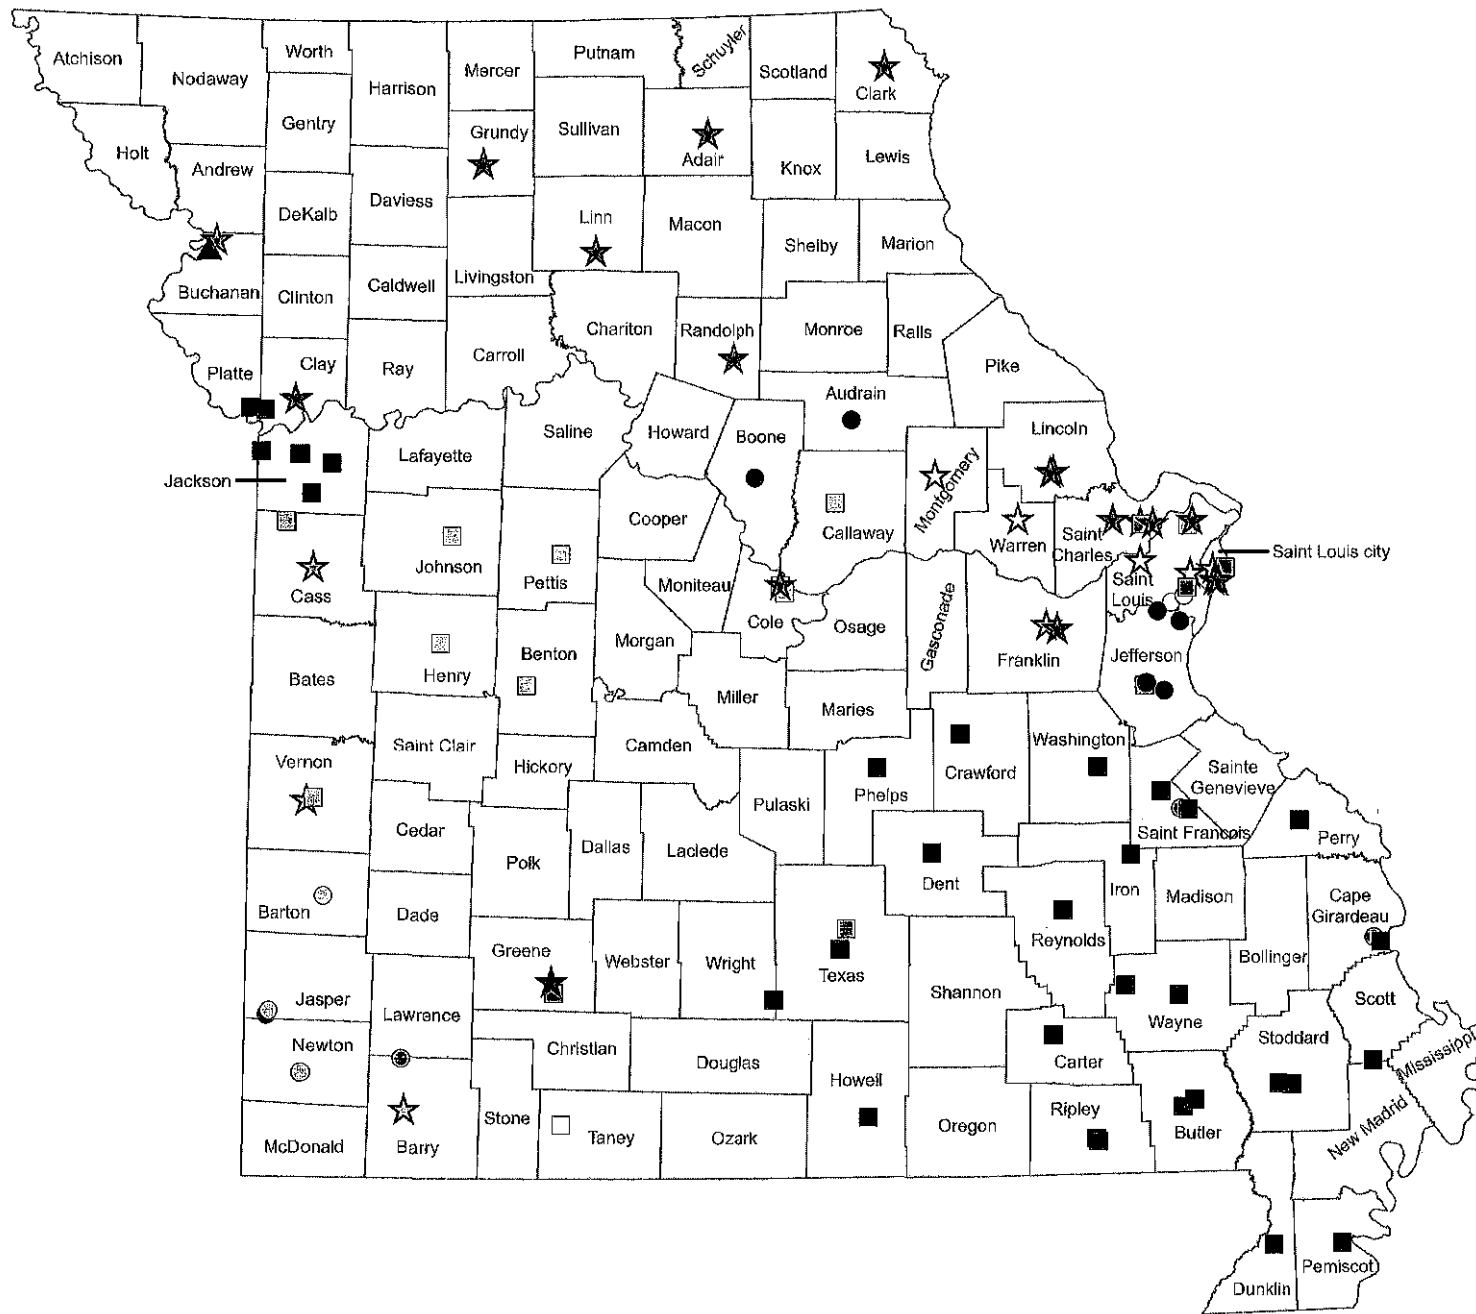 Atchison
Nodaway
Worth
Harrison
Mercer
Putnam
Schuyler
Scotland
Clark
Holt
Andrew
Gentry
Grundy
Sullivan
Adair
Knox
Lewis
DeKalb
Daviess
Linn
Macon
Shelby
Marion
Buchanan
Clinton
Caldwell
Livingston
Chariton
Randolph
Monroe
Ralls
Platte
Clay
Ray
Carroll
Pike
Audrain
Saline
Howard
Boone
Lincoln
Jackson
Lafayette
Montgomery
Cooper
Callaway
Warren
Saint
Charles
Saint Louis city
Johnson
Pettis
Moniteau
Cass
Saint
Louis
Cole
Osage
Gasconade
Morgan
Benton
Henry
Franklin
Jefferson
Bates
Miller
Maries
Saint Clair
Camden
Washington
Vernon
Hickory
Crawford
Sainte
Genevieve
Pulaski
Phelps
Cedar
Saint Francois
Perry
Polk
Dallas
Laclede
Dent
Iron
Madison
Barton
Dade
Cape
Girardeau
Greene
Webster
Wright
Texas
Reynolds
Bollinger
Jasper
Lawrence
Shannon
Wayne
Scott
Newton
Christian
Douglas
Howell
Carter
Stoddard
Mississippi
McDonald
Barry
Stone
Taney
Ozark
Oregon
Ripley
Butler
New Madrid
Dunklin
Pemiscot